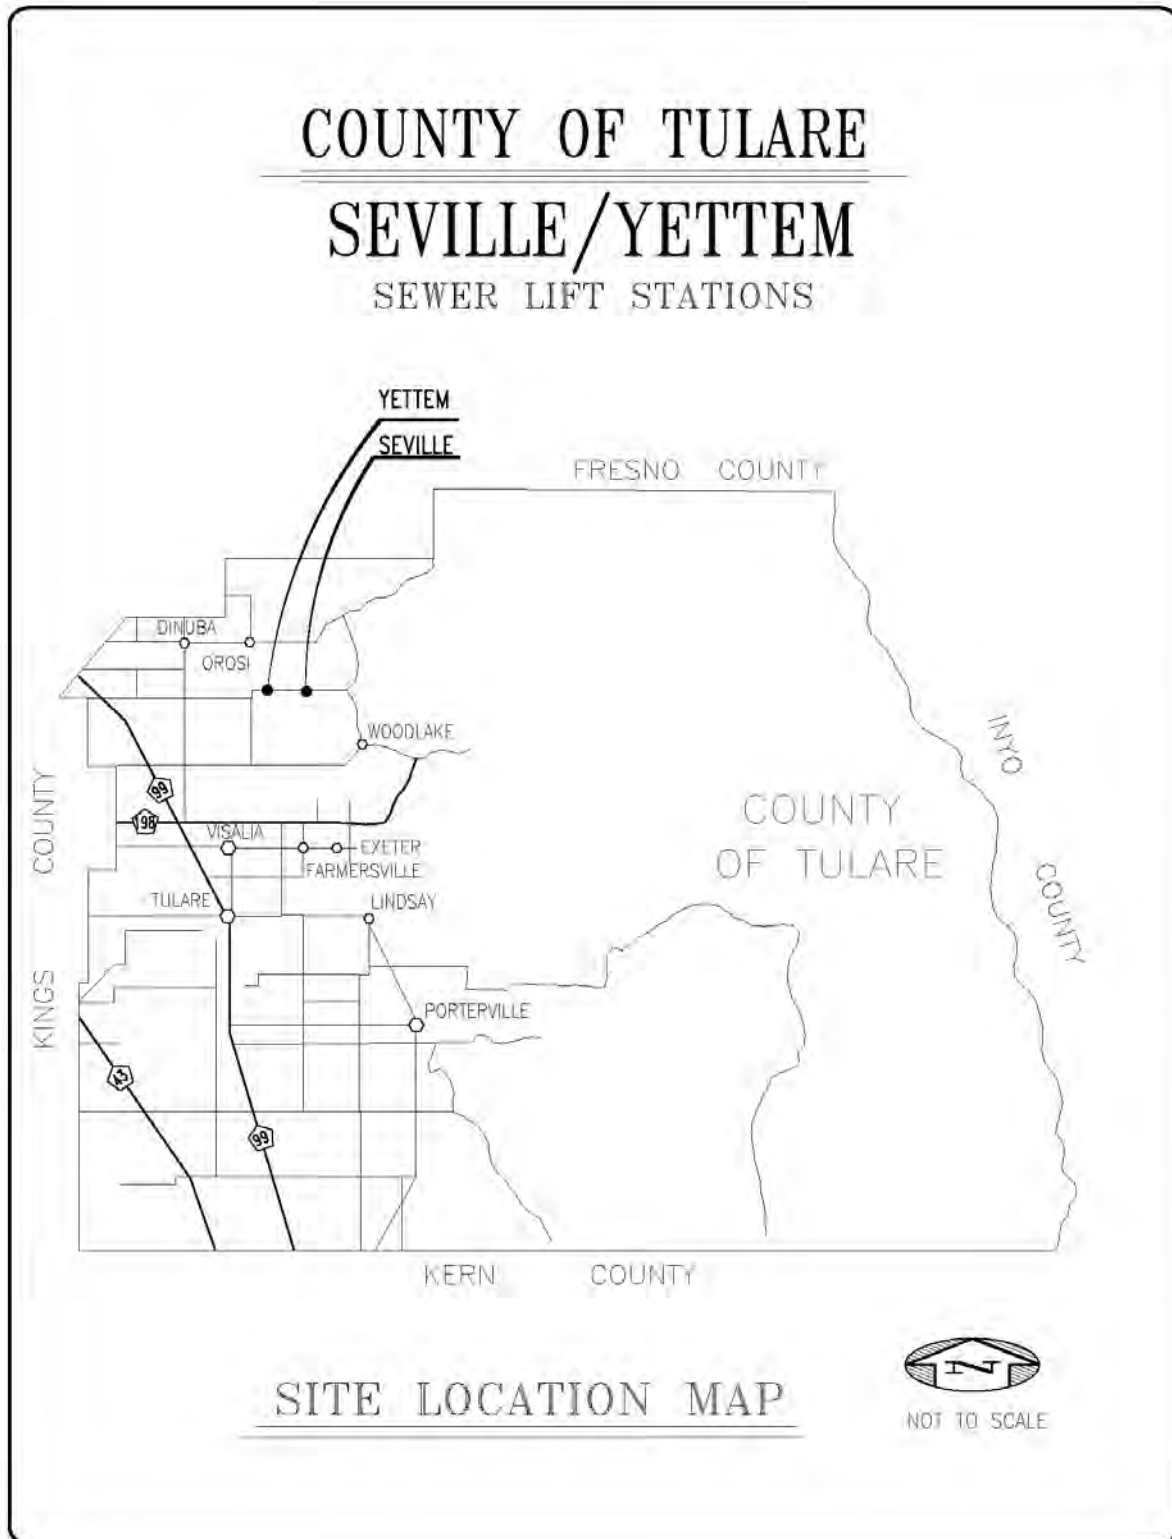 COUNTY OF TULARE
SEVILLE/YETTEM
SEWER LIFT STATIONS
YETTEM
SEVILLE
FRESNO COUNTY
DINUBA
OROSI
WOODLAKE
INYO COUNTY
99
198
KINGS COUNTY
COUNTY
OF TULARE
VISALIA
EXETER
FARMERSVILLE
TULARE
LINDSAY
PORTERVILLE
43
99
KERN COUNTY
SITE LOCATION MAP
N
NOT TO SCALE